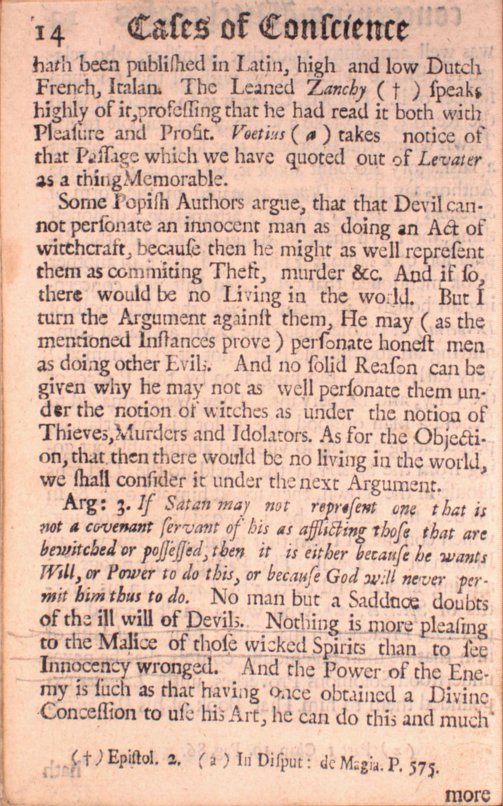 14 Caſes of Conſcience
hath been publiſhed in Latin, high and low Dutch
French, Italan. The Leaned Zanchy ( † ) ſpeaks
highly of it,profeſſing that he had read it both with
Pleaſure and Profit. Voetius ( a ) takes notice of
that Paſſage which we have quoted out of Levater
as a thing Memorable.
Some Popiſh Authors argue, that that Devil can-
not perſonate an innocent man as doing an Act of
witchcraft, becauſe then he might as well repreſent
them as commiting Theft, murder &c. And if ſo,
there would be no Living in the world. But I
turn the Argument againſt them, He may ( as the
mentioned Inſtances prove ) perſonate honeſt men
as doing other Evils. And no ſolid Reaſon can be
given why he may not as well perſonate them un-
der the notion of witches as under the notion of
Thieves,Murders and Idolators. As for the Objecti-
on, that then there would be no living in the world,
we ſhall conſider it under the next Argument.
Arg: 3. If Satan may not repreſent one that is
not a covenant ſervant of his as afflicting thoſe that are
bewitched or poſſeſſed, then it is either becauſe he wants
Will, or Power to do this, or becauſe God will never per-
mit him thus to do. No man but a Sadduce doubts
of the ill will of Devils. Nothing is more pleaſing
to the Malice of thoſe wicked Spirits than to ſee
Innocency wronged. And the Power of the Ene-
my is ſuch as that having once obtained a Divine
Conceſſion to uſe his Art, he can do this and much
( † ) Epiſtol. 2. ( a ) In Diſput : de Magia. P. 575.
more